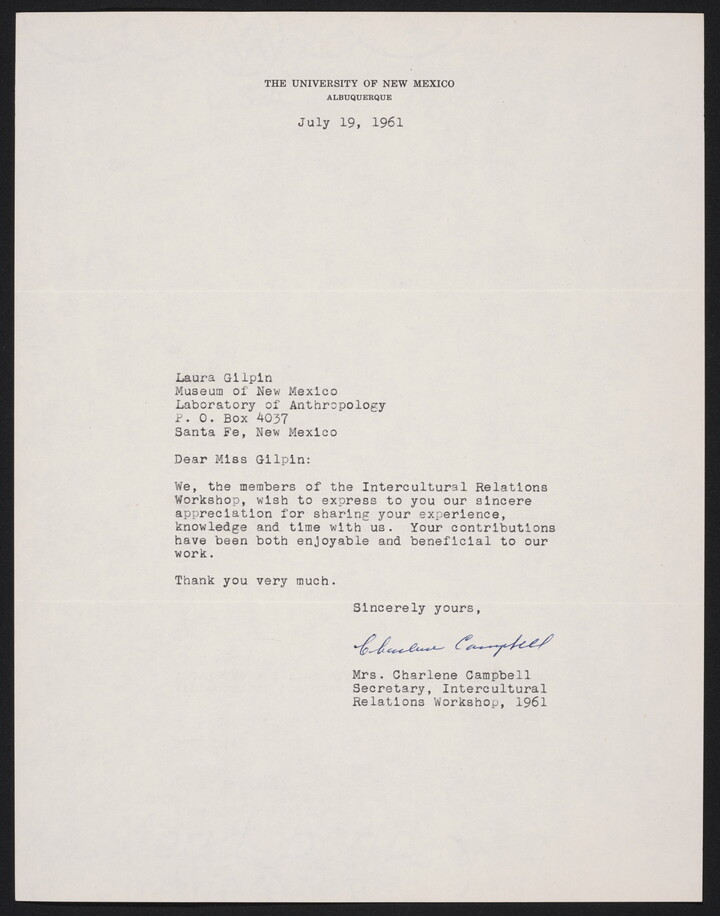 THE UNIVERSITY OF NEW MEXICO
ALBUQUERQUE
July 19, 1961
Laura Gilpin
Museum of New Mexico
Laboratory of Anthropology
P. O. Box 4037
Santa Fe, New Mexico
Dear Miss Gilpin:
We, the members of the Intercultural Relations
Workshop, wish to express to you our sincere
appreciation for sharing your experience,
knowledge and time with us. Your contributions
have been both enjoyable and beneficial to our
work.
Thank you very much.
Sincerely yours,
Charlene Campbell
Mrs. Charlene Campbell
Secretary, Intercultural
Relations Workshop, 1961